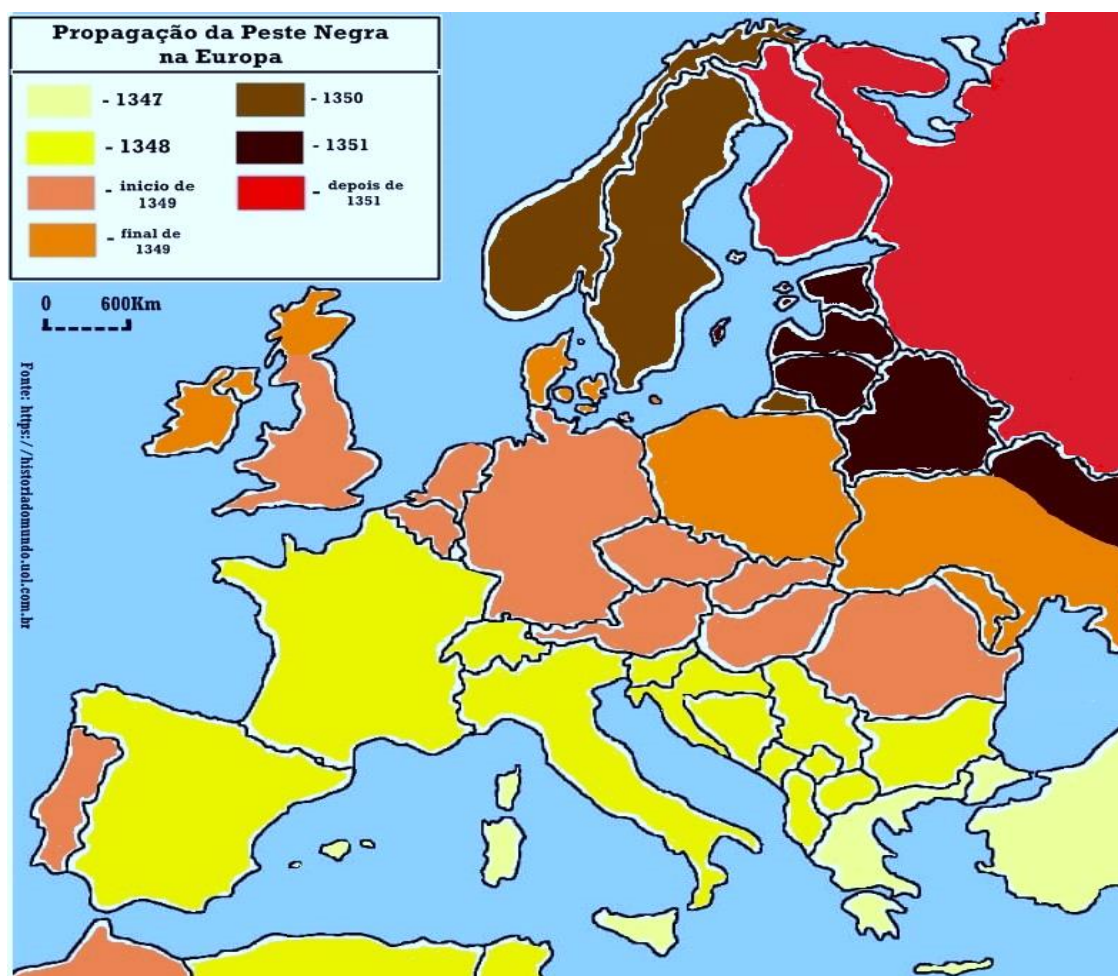 Propagação da Peste Negra
na Europa
- 1347
- 1348
- inicio de
1349
- final de
1349
- 1350
- 1351
- depois de
1351
0 600Km
Fonte: https://historiadomundo.uol.com.br